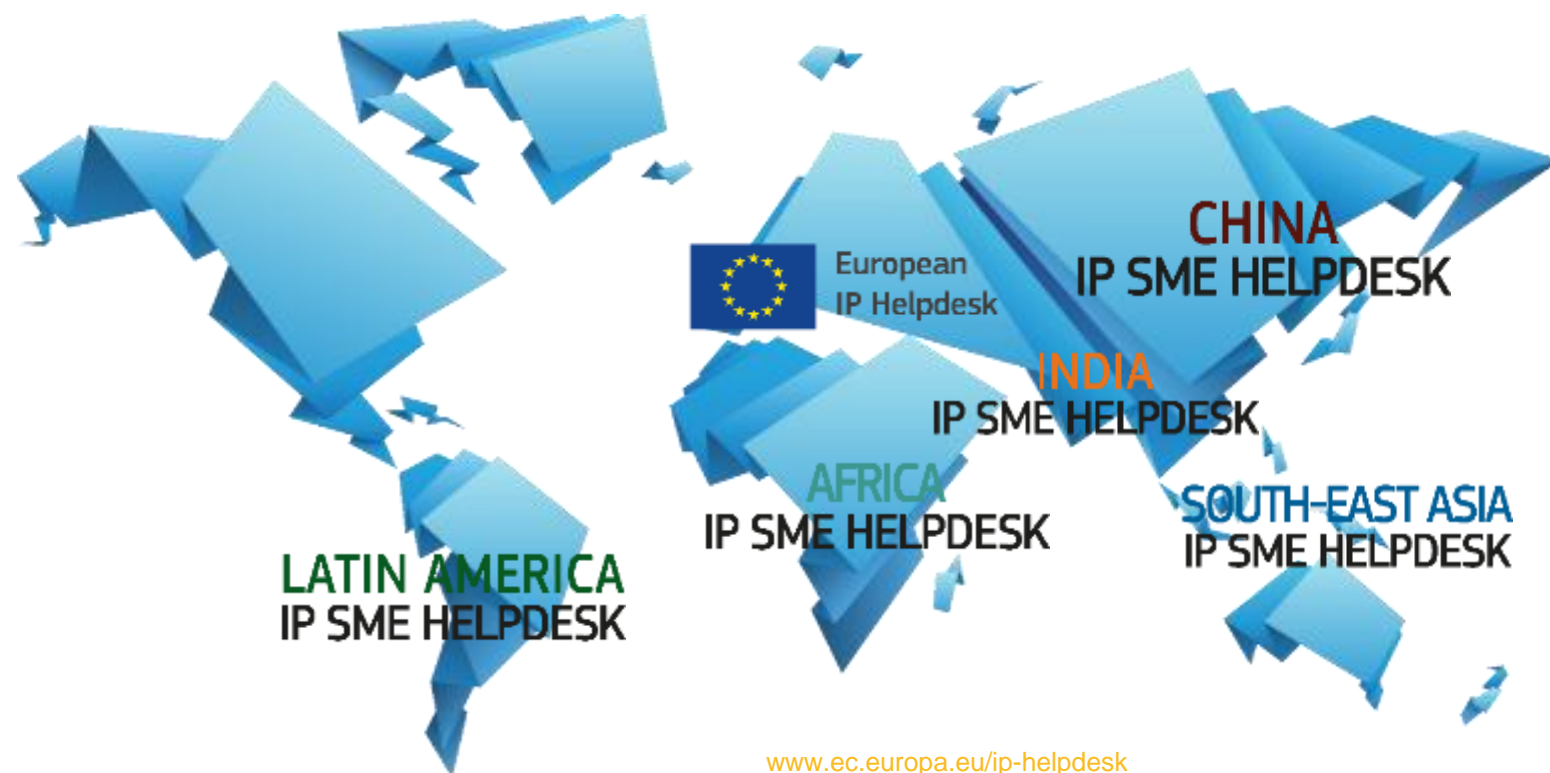 CHINA
IP SME HELPDESK
European
IP Helpdesk
INDIA
IP SME HELPDESK
AFRICA
IP SME HELPDESK
SOUTH-EAST ASIA
IP SME HELPDESK
LATIN AMERICA
IP SME HELPDESK
www.ec.europa.eu/ip-helpdesk